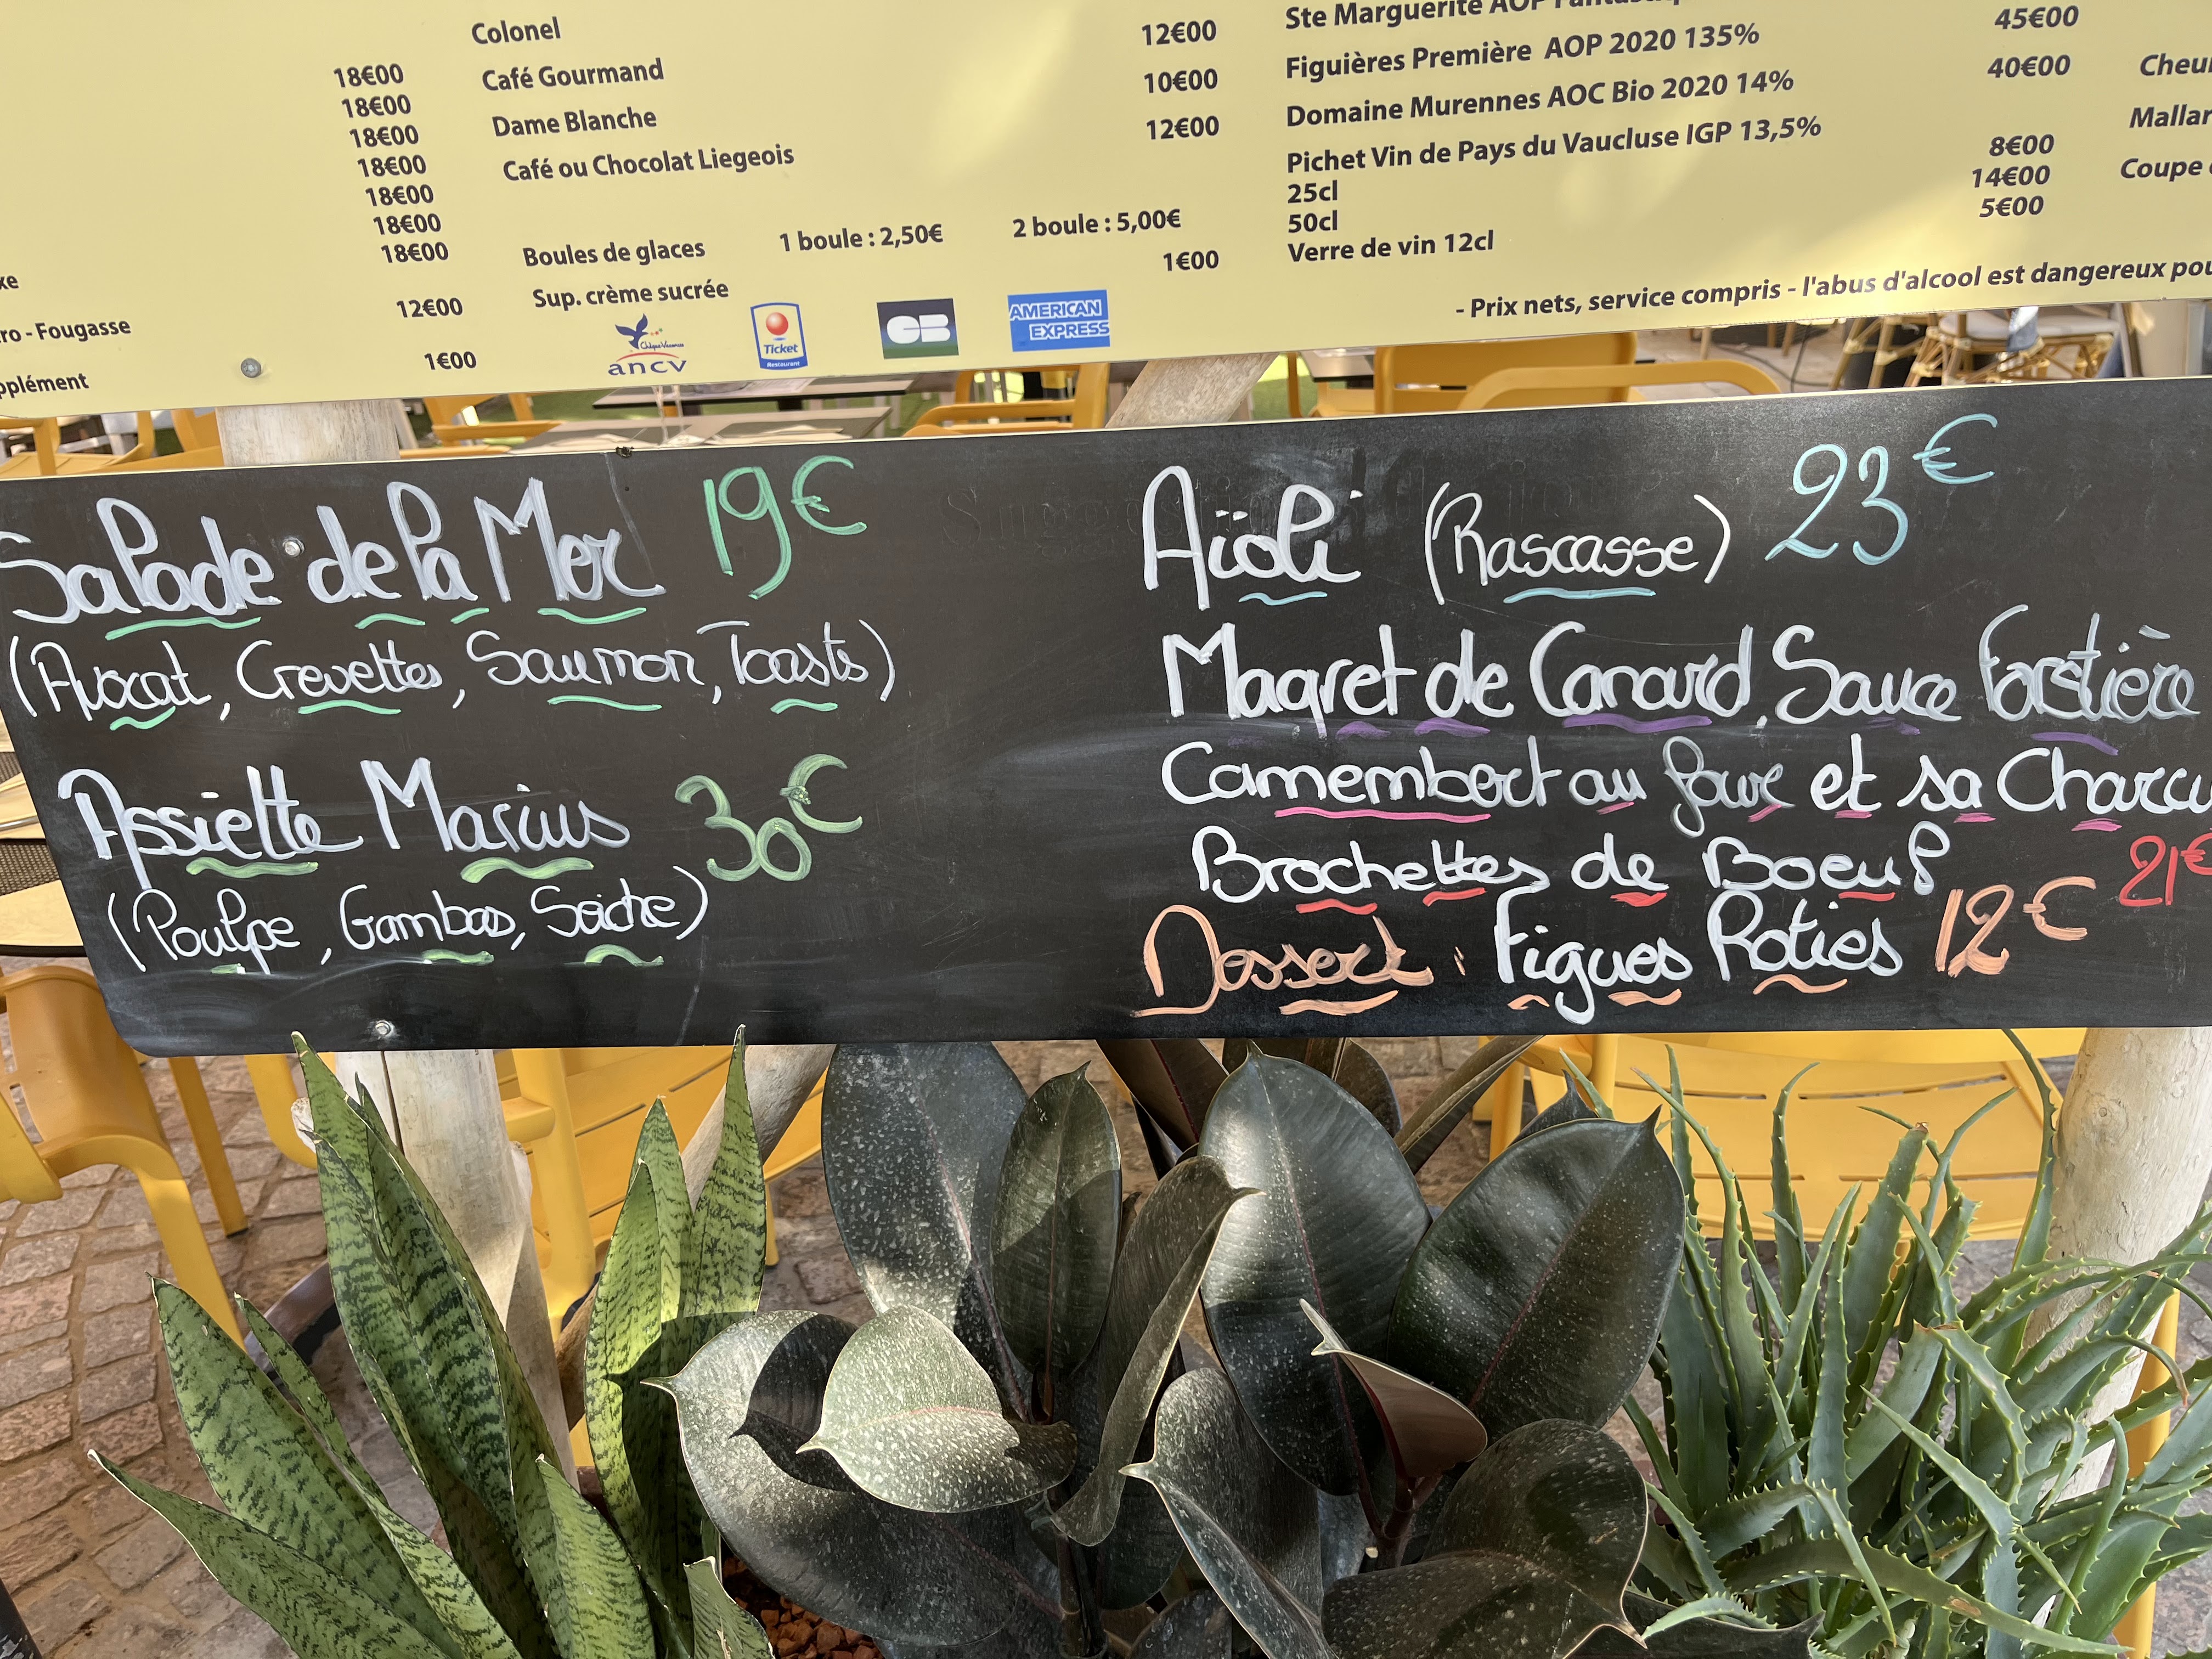 18€00
18€00
18€00
18€00
18€00
18€00
18€00
12€00
ro - Fougasse
1€00
Colonel
Café Gourmand
Dame Blanche
Café ou Chocolat Liegeois
12€00
10€00
12€00
Boules de glaces 1 boule : 2,50€ 2 boule : 5,00€
Sup. crème sucrée 1€00
ancv
Ticket
Restaurant
CB
AMERICAN
EXPRESS
Ste Marguerite AOP
Figuières Première AOP 2020 135% 45€00
Domaine Murennes AOC Bio 2020 14% 40€00
Pichet Vin de Pays du Vaucluse IGP 13,5%
25cl 8€00
50cl 14€00
Verre de vin 12cl 5€00
- Prix nets, service compris - l'abus d'alcool est dangereux
Coupe
Salade de la Mer 19€
(Avocat, Crevettes, Saumon, Toasts)
Assiette Marius 30€
(Poulpe, Gambas, Seiche)
Aïoli (Rascasse) 23€
Magret de Canard, Sauce Forstière
Camembert au four et sa
Brochettes de Boeuf 21€
Dessert : Figues Roties 12€